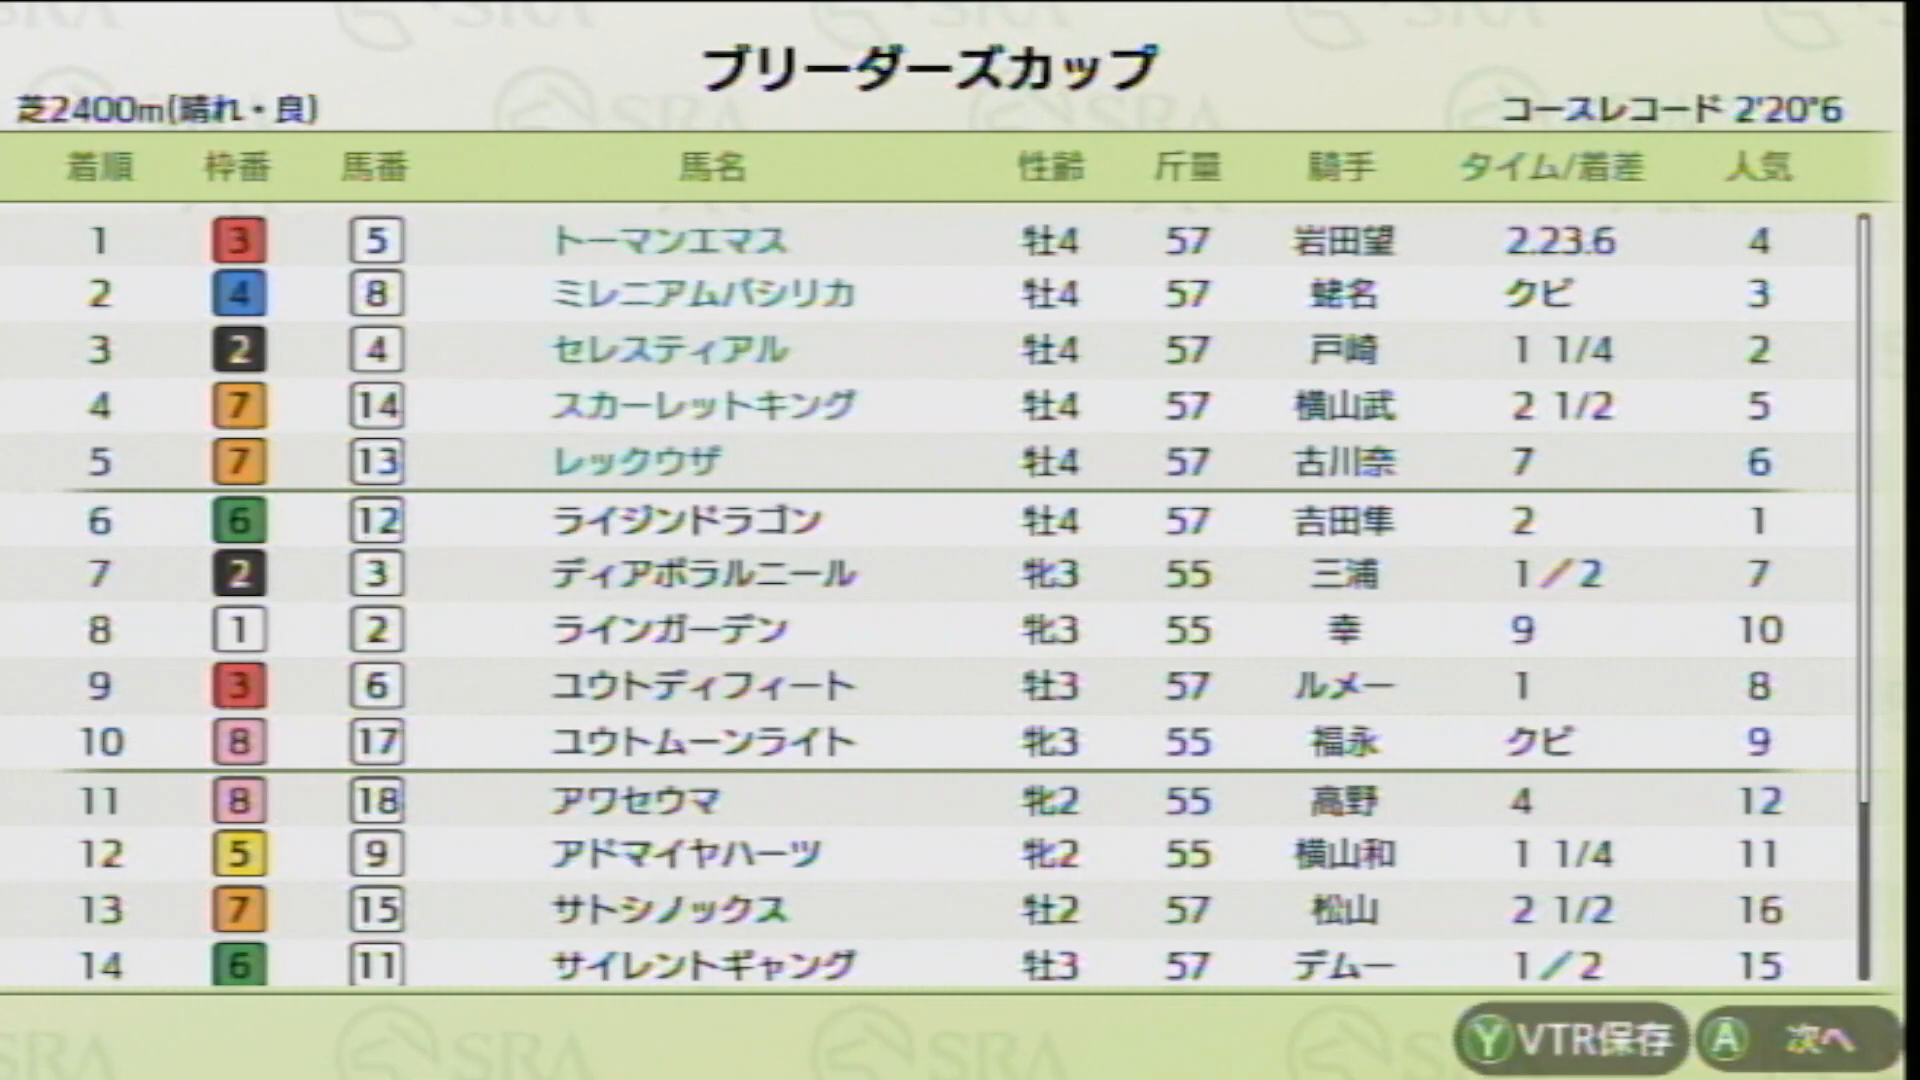 ブリーダーズカップ
芝2400m(晴れ・良) コースレコード 2'20"6
着順 枠番 馬番 馬名 性齢 斤量 騎手 タイム/着差 人気
1 3 5 トーマンエマス 牡4 57 岩田望 2.23.6 4
2 4 8 ミレニアムバシリカ 牡4 57 蛯名 クビ 3
3 2 4 セレスティアル 牡4 57 戸崎 1 1/4 2
4 7 14 スカーレットキング 牡4 57 横山武 2 1/2 5
5 7 13 レックウザ 牡4 57 古川奈 7 6
6 6 12 ライジンドラゴン 牡4 57 吉田隼 2 1
7 2 3 ディアボラルニール 牝3 55 三浦 1/2 7
8 1 2 ラインガーデン 牝3 55 幸 9 10
9 3 6 ユウトディフィート 牡3 57 ルメー 1 8
10 8 17 ユウトムーンライト 牝3 55 福永 クビ 9
11 8 18 アワセウマ 牝2 55 高野 4 12
12 5 9 アドマイヤハーツ 牝2 55 横山和 1 1/4 11
13 7 15 サトシノックス 牡2 57 松山 2 1/2 16
14 6 11 サイレントギャング 牡3 57 デムー 1/2 15
Y VTR保存 A 次へ
SRA SRA SRA